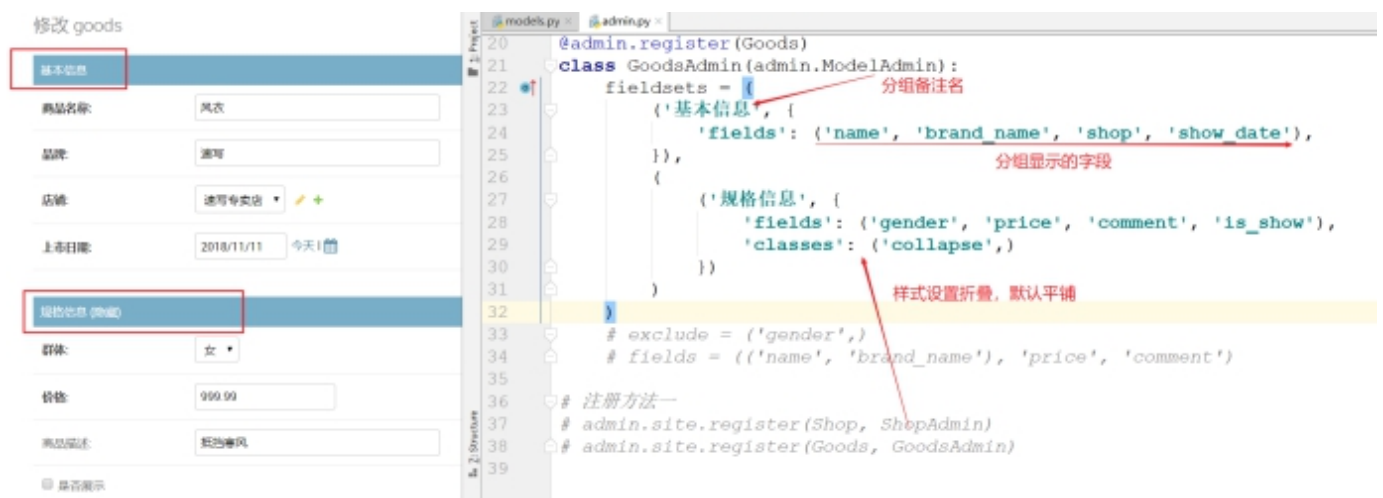 修改 goods
基本信息
商品名称: 风衣
品牌: 速写
店铺: 速写专卖店
上市日期: 2018/11/11 今天
规格信息 (隐藏)
群体: 女
价格: 999.99
商品描述: 抵挡寒风
是否展示
models.py × admin.py ×
1: Project
Z: Structure
20 @admin.register(Goods)
21 class GoodsAdmin(admin.ModelAdmin):
22 fieldsets = (
分组备注名
23 ('基本信息', {
24 'fields': ('name', 'brand_name', 'shop', 'show_date'),
25 }),
分组显示的字段
26 (
27 ('规格信息', {
28 'fields': ('gender', 'price', 'comment', 'is_show'),
29 'classes': ('collapse',)
30 })
31 )
样式设置折叠，默认平铺
32 )
33 # exclude = ('gender',)
34 # fields = (('name', 'brand_name'), 'price', 'comment')
35
36 # 注册方法一
37 # admin.site.register(Shop, ShopAdmin)
38 # admin.site.register(Goods, GoodsAdmin)
39